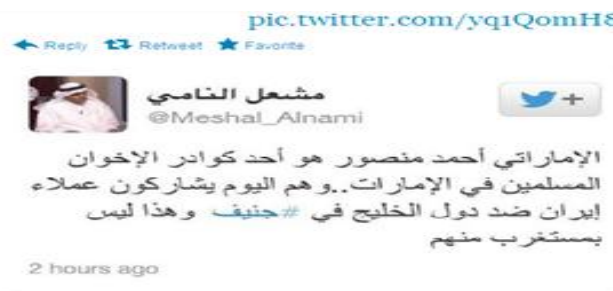 pic.twitter.com/yq1QomH8
Reply Retweet Favorite
مشعل النامي
@Meshal_Alnami
الإماراتي أحمد منصور هو أحد كوادر الإخوان
المسلمين في الإمارات..وهم اليوم يشاركون عملاء
إيران ضد دول الخليج في #جنيف وهذا ليس
بمستغرب منهم
2 hours ago